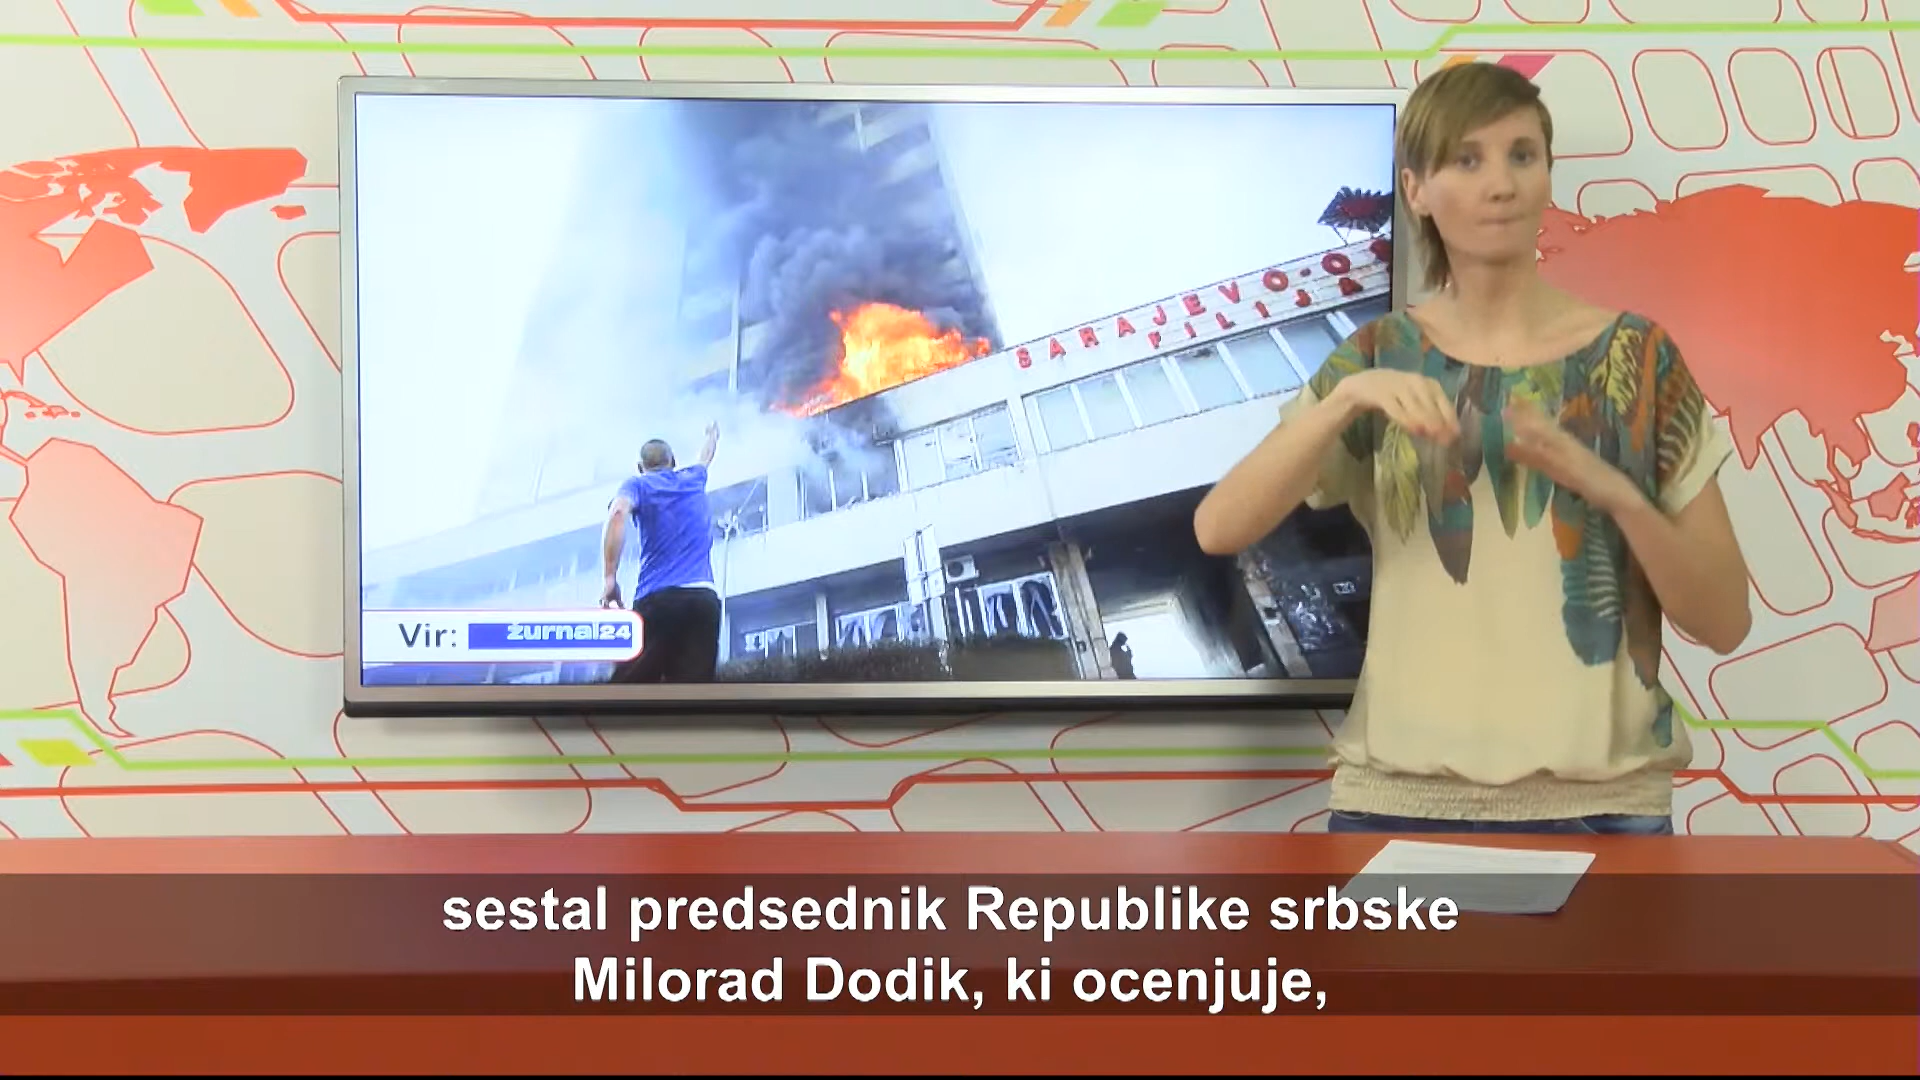 SARAJEVO-O
FILIJA
Vir: žurnal24
sestal predsednik Republike srbske
Milorad Dodik, ki ocenjuje,